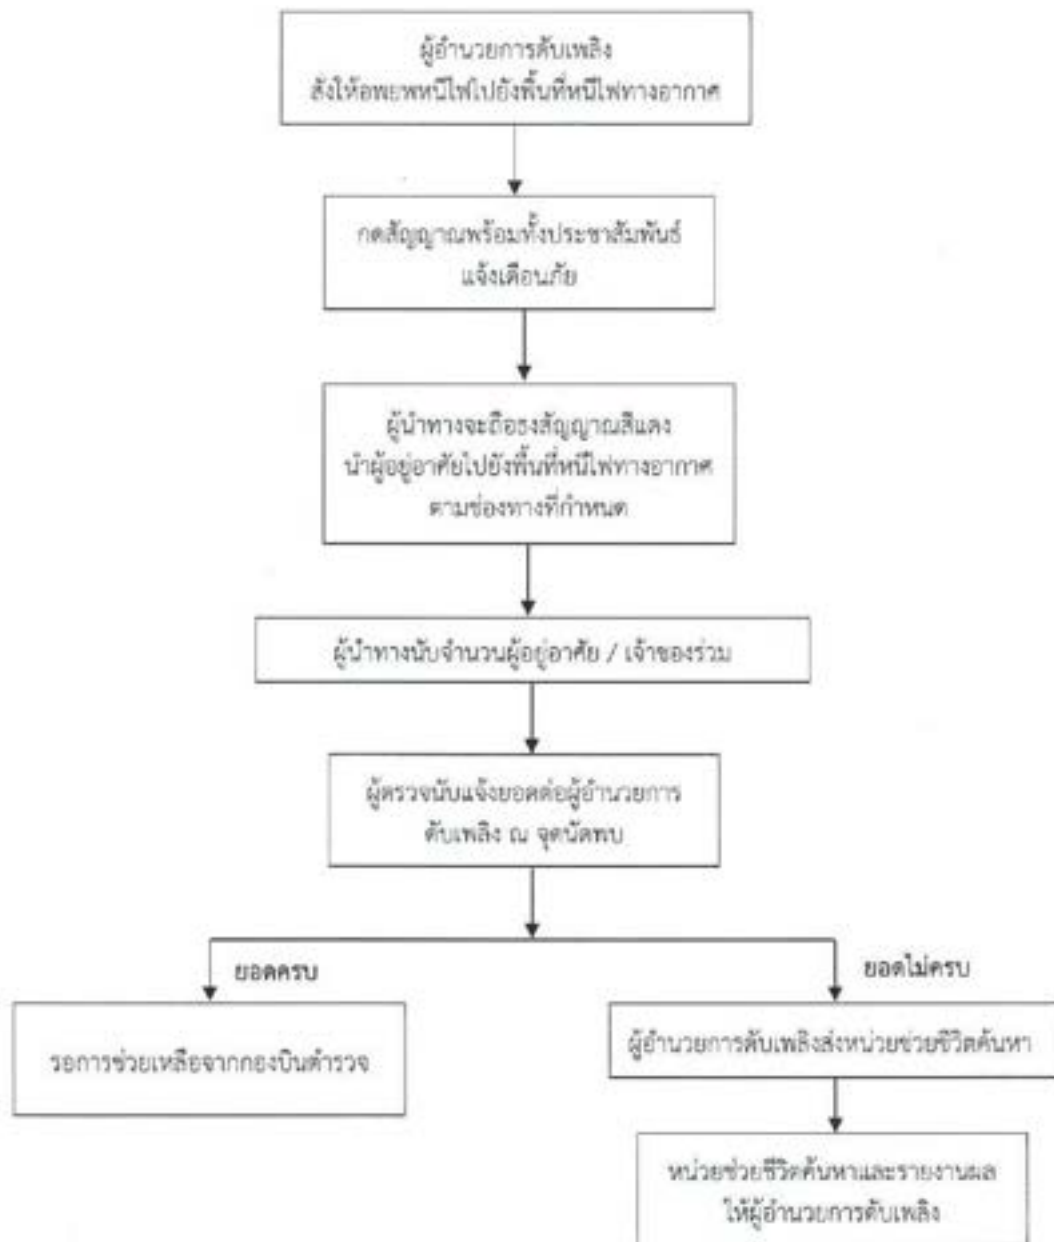 ผู้อำนวยการดับเพลิง
สั่งให้อพยพหนีไฟไปยังพื้นที่หนีไฟทางอากาศ
กดสัญญาณพร้อมทั้งประชาสัมพันธ์
แจ้งเตือนภัย
ผู้นำทางจะถือธงสัญญาณสีแดง
นำผู้อยู่อาศัยไปยังพื้นที่หนีไฟทางอากาศ
ตามช่องทางที่กำหนด
ผู้นำทางนับจำนวนผู้อยู่อาศัย / เจ้าของร่วม
ผู้ตรวจนับแจ้งยอดต่อผู้อำนวยการ
ดับเพลิง ณ จุดนัดพบ
ยอดครบ
ยอดไม่ครบ
รอการช่วยเหลือจากกองบินตำรวจ
ผู้อำนวยการดับเพลิงส่งหน่วยช่วยชีวิตค้นหา
หน่วยช่วยชีวิตค้นหาและรายงานผล
ให้ผู้อำนวยการดับเพลิง